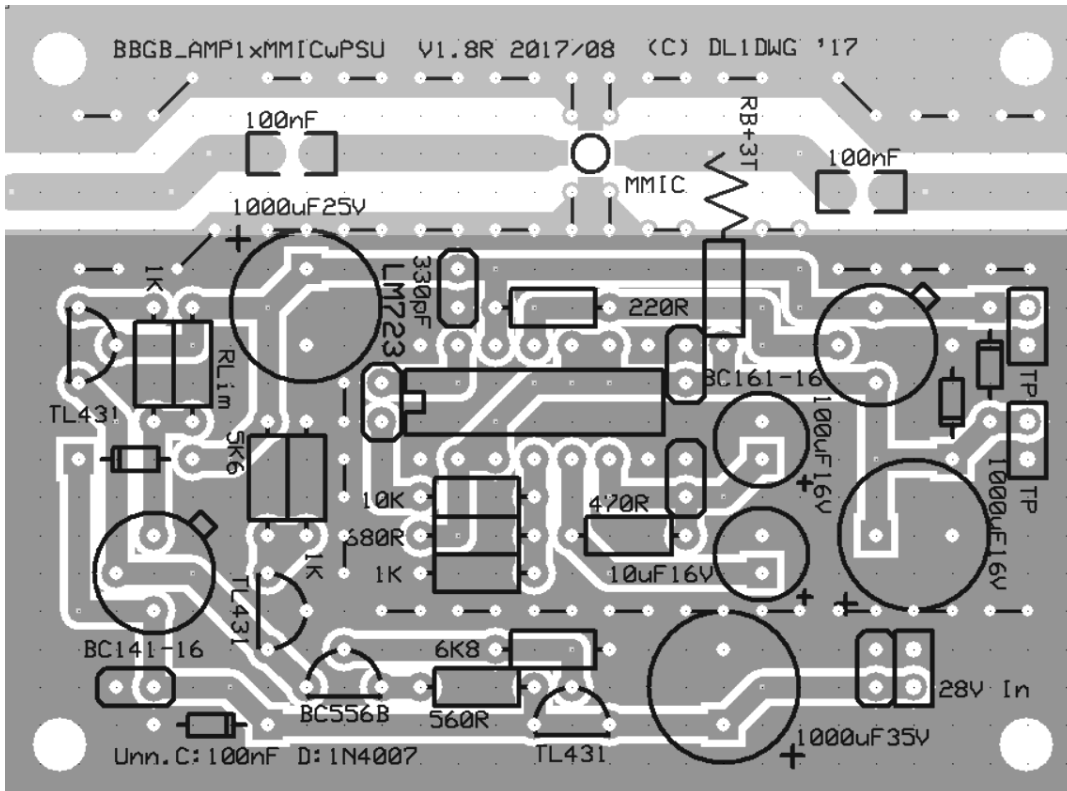 BBGB_AMP1xMMICwPSU V1.8R 2017/08 (C) DL1DWG '17
100nF
RB+3T
100nF
MMIC
1000uF25V
+
1K
LM723
330pF
220R
RLim
TL431
BC161-16
TP
5K6
100uF16V
+
10K
470R
1000uF16V
TP
680R
1K
1K
10uF16V
+
+
TL431
BC141-16
6K8
28V In
BC556B
560R
TL431
1000uF35V
+
Unn.C:100nF D:1N4007